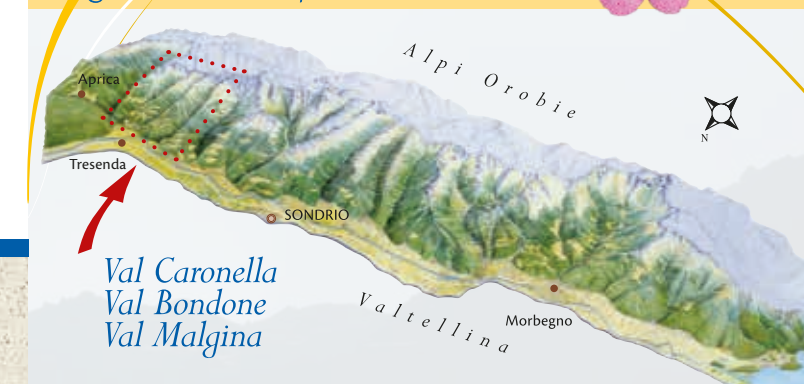 Alpi Orobie
Aprica
N
Tresenda
SONDRIO
Val Caronella
Val Bondone
Val Malgina
Valtellina
Morbegno